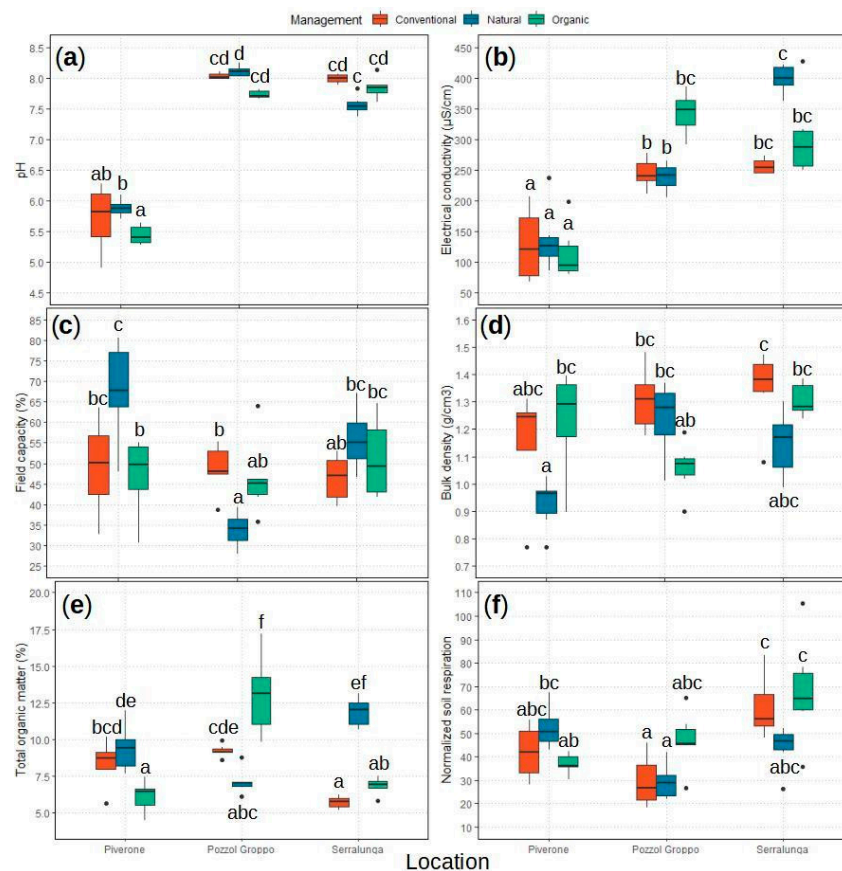 Management Conventional Natural Organic
(a)
pH
8.5
8.0
7.5
7.0
6.5
6.0
5.5
5.0
4.5
ab b a
cd d cd
cd c cd
(b)
Electrical conductivity (µS/cm)
450
400
350
300
250
200
150
100
50
a a a
b b bc
bc c bc
(c)
Field capacity (%)
85
80
75
70
65
60
55
50
45
40
35
30
25
bc c b
b a ab
ab bc bc
(d)
Bulk density (g/cm3)
1.6
1.5
1.4
1.3
1.2
1.1
1.0
0.9
0.8
0.7
abc a bc
bc bc ab
c abc bc
(e)
Total organic matter (%)
20.0
17.5
15.0
12.5
10.0
7.5
5.0
bcd de a
cde abc f
a ef ab
Piverone Pozzol Groppo Serralunga
(f)
Normalized soil respiration
110
100
90
80
70
60
50
40
30
20
10
abc bc ab
a a abc
c abc c
Piverone Pozzol Groppo Serralunga
Location